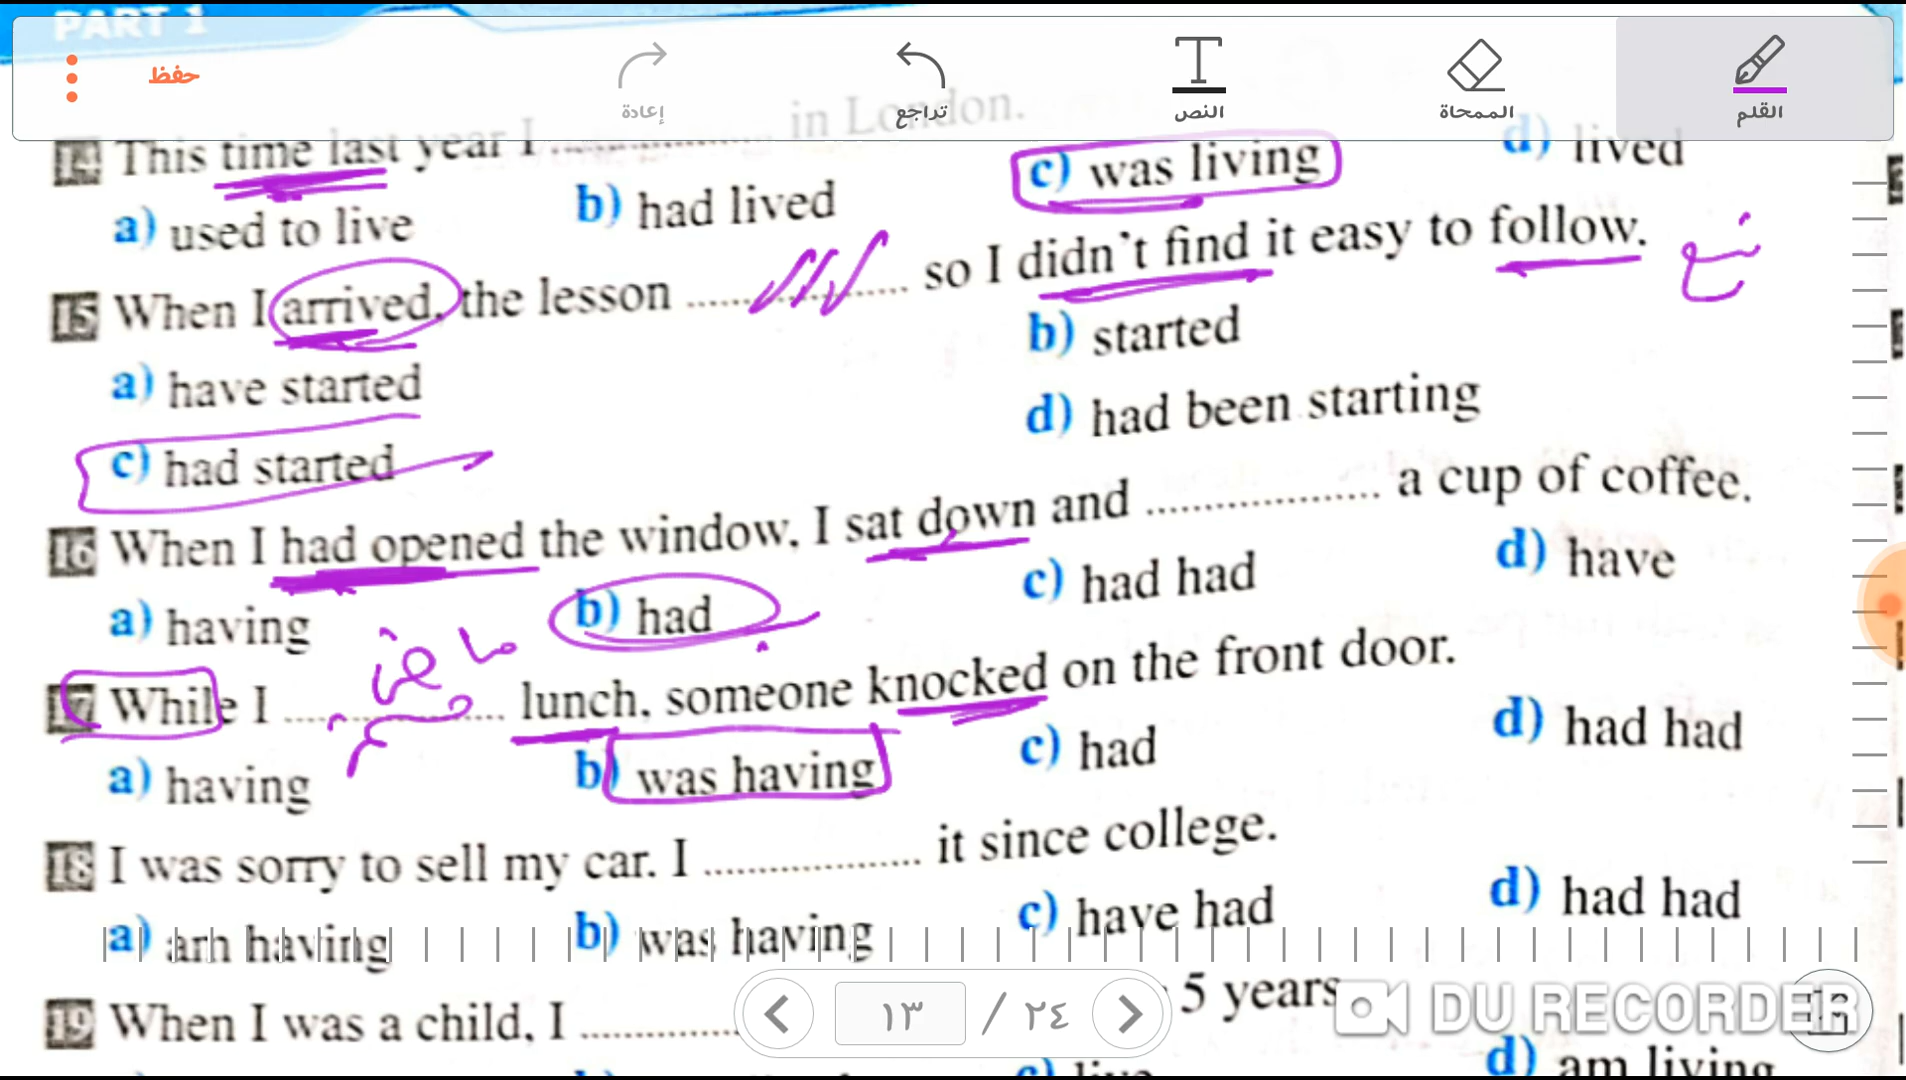 PART 1
حفظ
إعادة
تراجع
النص
الممحاة
القلم
14 This time last year I .................... in London.
a) used to live b) had lived c) was living d) lived
15 When I arrived, the lesson .................... so I didn't find it easy to follow.
a) have started b) started
c) had started d) had been starting
16 When I had opened the window, I sat down and .................... a cup of coffee.
a) having b) had c) had had d) have
17 While I .................... lunch, someone knocked on the front door.
a) having b) was having c) had d) had had
18 I was sorry to sell my car. I .................... it since college.
a) am having b) was having c) have had d) had had
19 When I was a child, I .................... 5 years
c) live d) am living
١٣ / ٢٤
DU RECORDER